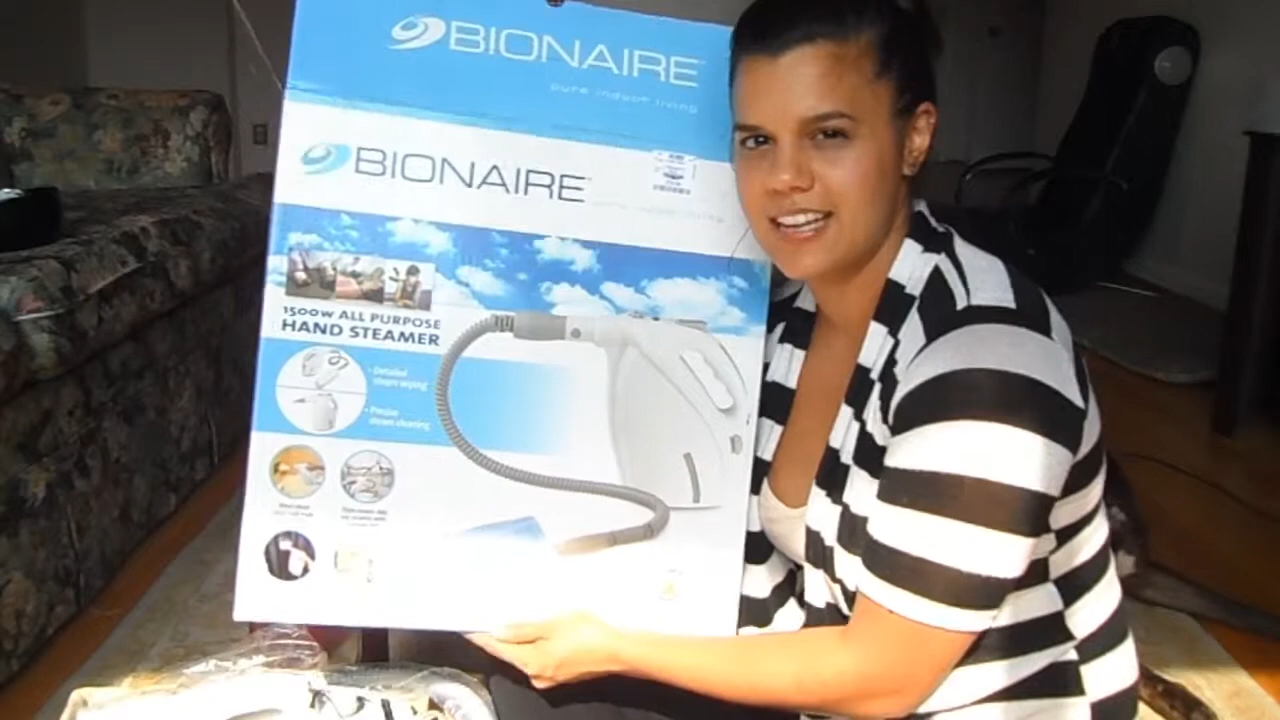 BIONAIRE
pure indoor living
BIONAIRE
1500W ALL PURPOSE
HAND STEAMER
• Detailed
steam wiping
• Precise
steam cleaning